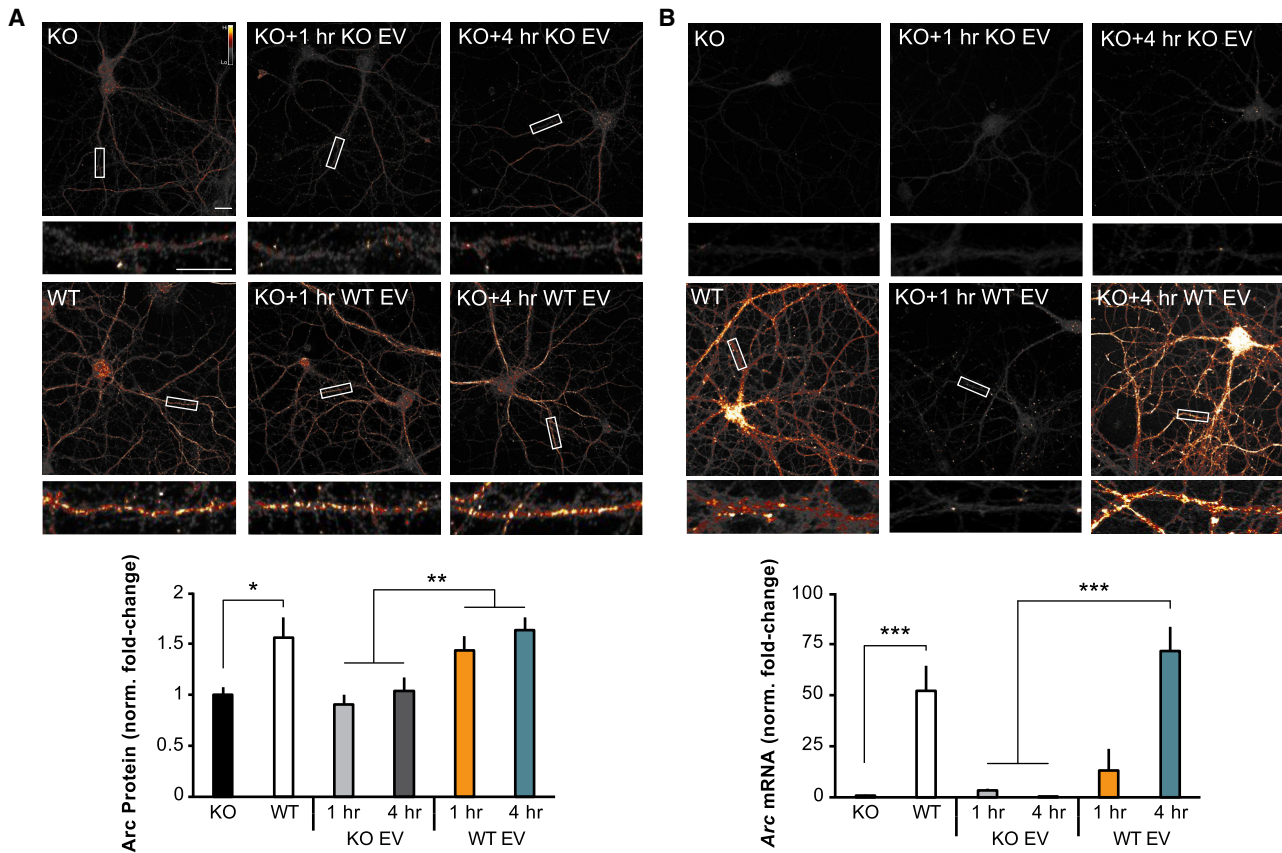 A
KO
Hi
Lo
KO+1 hr KO EV
KO+4 hr KO EV
WT
KO+1 hr WT EV
KO+4 hr WT EV
Arc Protein (norm. fold-change)
2
1.5
1
0.5
0
*
**
KO WT 1 hr 4 hr 1 hr 4 hr
KO EV WT EV
B
KO
KO+1 hr KO EV
KO+4 hr KO EV
WT
KO+1 hr WT EV
KO+4 hr WT EV
Arc mRNA (norm. fold-change)
100
75
50
25
0
***
***
KO WT 1 hr 4 hr 1 hr 4 hr
KO EV WT EV